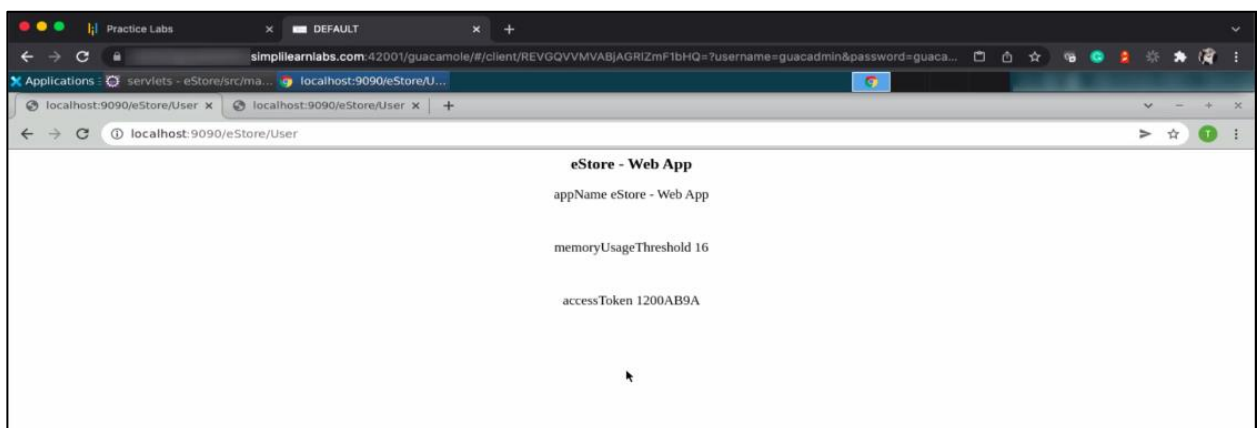 Practice Labs
DEFAULT
simplilearnlabs.com:42001/guacamole/#/client/REVGQVVMVABjAGRlZmF1bHQ=?username=guacadmin&password=guaca...
Applications : servlets - eStore/src/ma... localhost:9090/eStore/U...
localhost:9090/eStore/User
localhost:9090/eStore/User
localhost:9090/eStore/User
T
eStore - Web App
appName eStore - Web App
memoryUsageThreshold 16
accessToken 1200AB9A